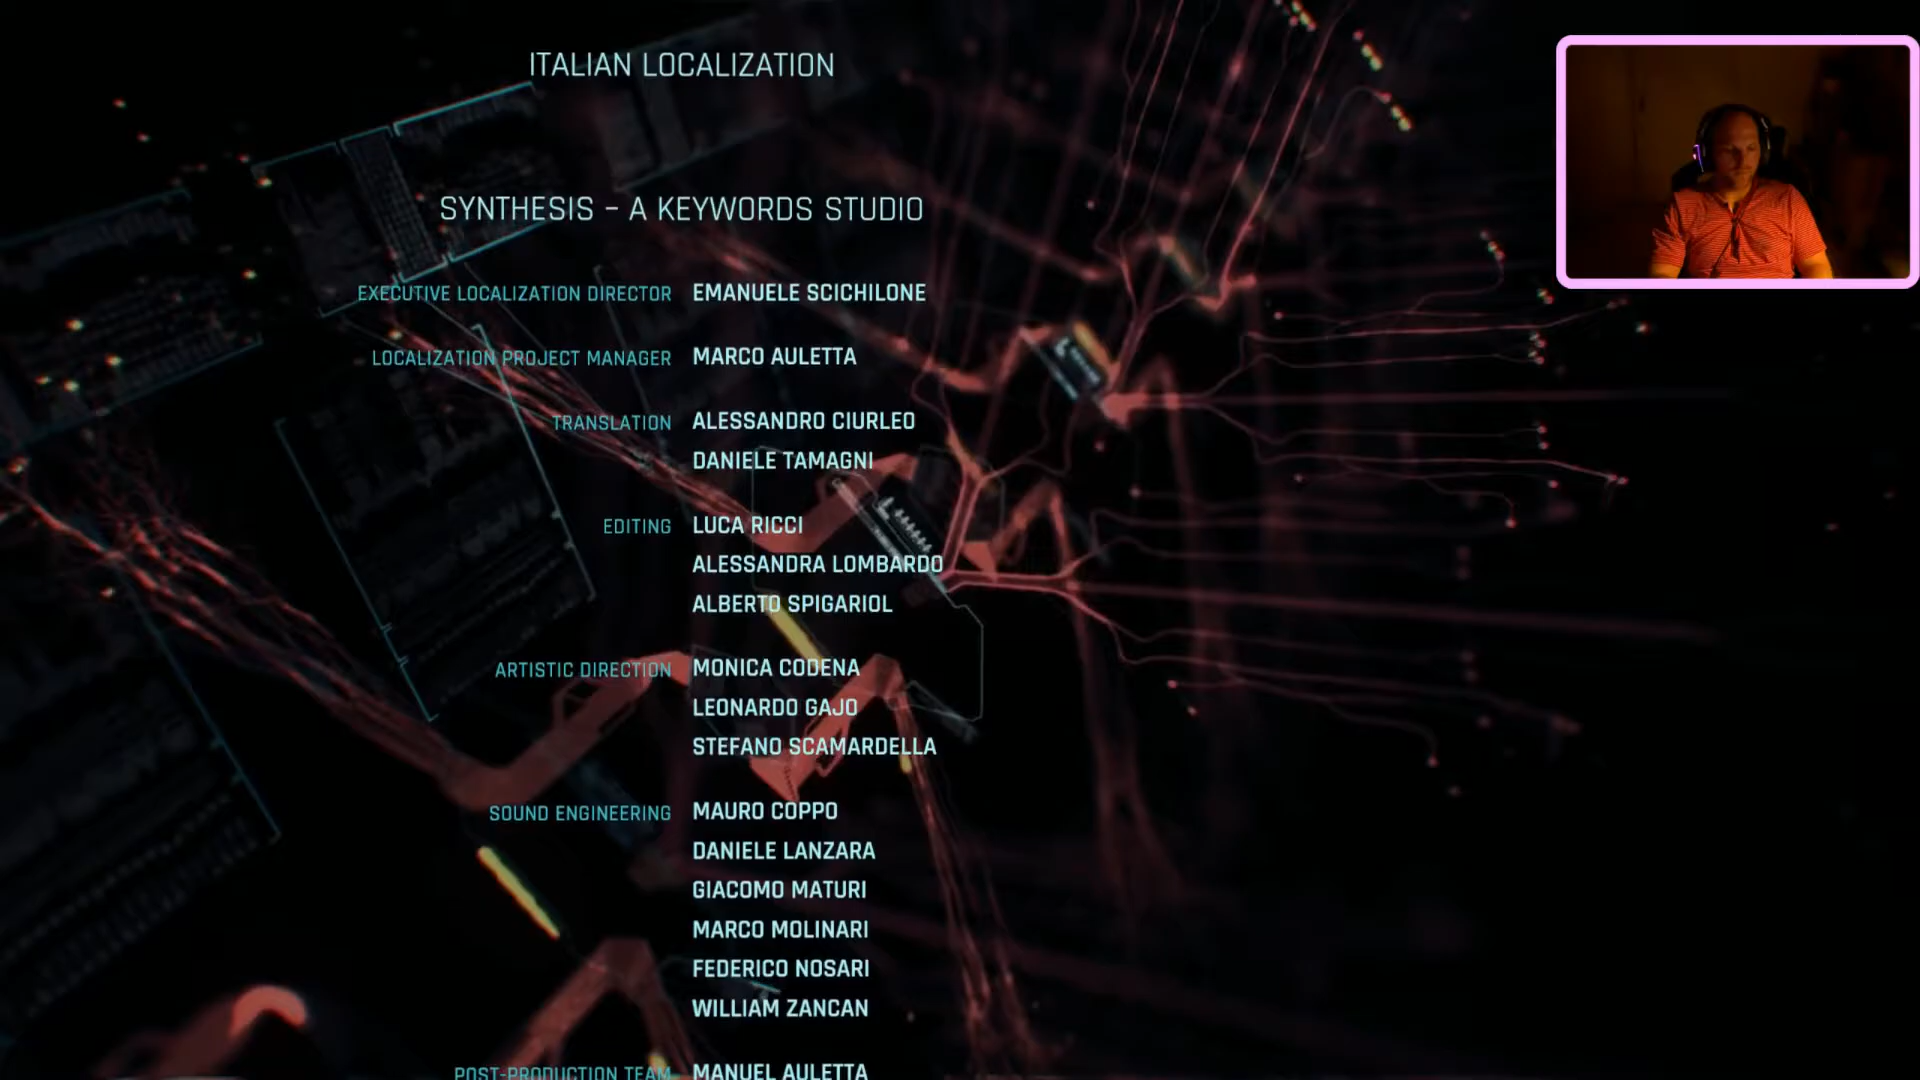 ITALIAN LOCALIZATION
SYNTHESIS – A KEYWORDS STUDIO
EXECUTIVE LOCALIZATION DIRECTOR EMANUELE SCICHILONE
LOCALIZATION PROJECT MANAGER MARCO AULETTA
TRANSLATION ALESSANDRO CIURLEO
DANIELE TAMAGNI
EDITING LUCA RICCI
ALESSANDRA LOMBARDO
ALBERTO SPIGARIOL
ARTISTIC DIRECTION MONICA CODENA
LEONARDO GAJO
STEFANO SCAMARDELLA
SOUND ENGINEERING MAURO COPPO
DANIELE LANZARA
GIACOMO MATURI
MARCO MOLINARI
FEDERICO NOSARI
WILLIAM ZANCAN
POST-PRODUCTION TEAM MANUEL AULETTA